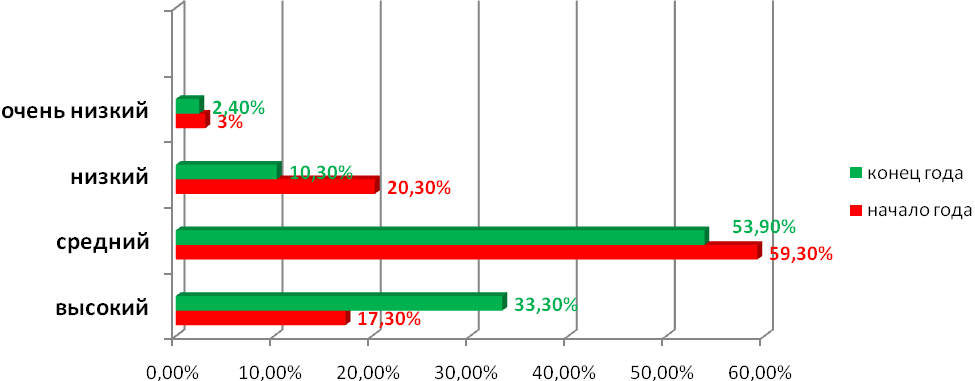 очень низкий
2,40%
3%
низкий
10,30%
20,30%
средний
53,90%
59,30%
высокий
33,30%
17,30%
конец года
начало года
0,00% 10,00% 20,00% 30,00% 40,00% 50,00% 60,00%